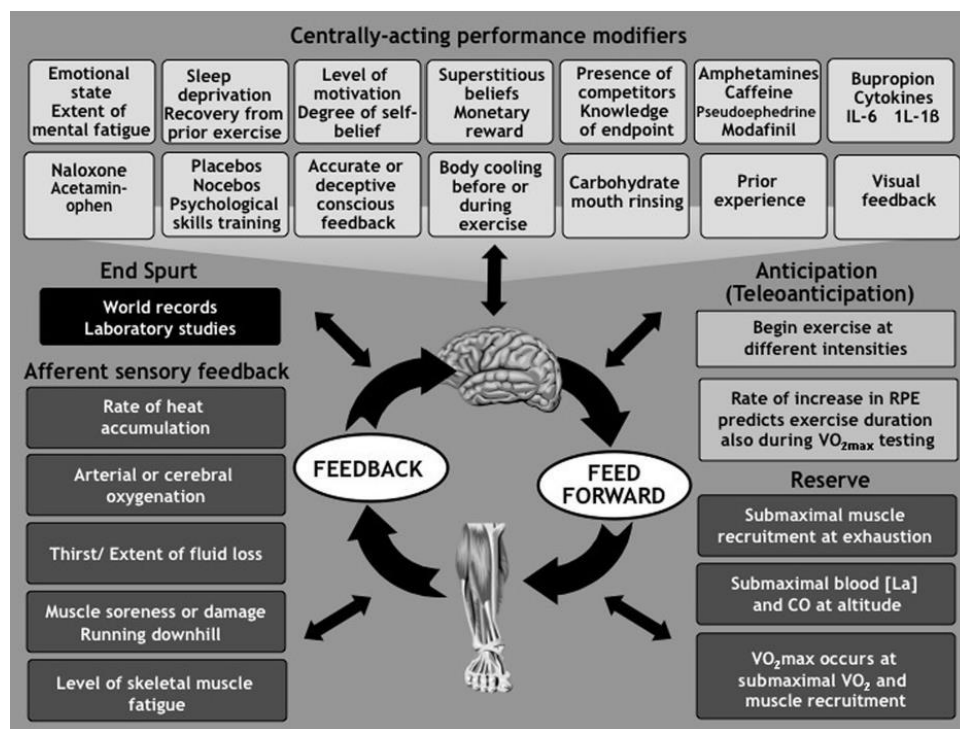 Centrally-acting performance modifiers
Emotional
state
Extent of
mental fatigue
Sleep
deprivation
Recovery from
prior exercise
Level of
motivation
Degree of self-
belief
Superstitious
beliefs
Monetary
reward
Presence of
competitors
Knowledge
of endpoint
Amphetamines
Caffeine
Pseudoephedrine
Modafinil
Bupropion
Cytokines
IL-6 1L-1ß
Naloxone
Acetamin-
ophen
Placebos
Nocebos
Psychological
skills training
Accurate or
deceptive
conscious
feedback
Body cooling
before or
during
exercise
Carbohydrate
mouth rinsing
Prior
experience
Visual
feedback
End Spurt
World records
Laboratory studies
Afferent sensory feedback
Rate of heat
accumulation
Arterial or cerebral
oxygenation
Thirst/ Extent of fluid loss
Muscle soreness or damage
Running downhill
Level of skeletal muscle
fatigue
FEEDBACK
FEED
FORWARD
Anticipation
(Teleoanticipation)
Begin exercise at
different intensities
Rate of increase in RPE
predicts exercise duration
also during VO2max testing
Reserve
Submaximal muscle
recruitment at exhaustion
Submaximal blood [La]
and CO at altitude
VO2max occurs at
submaximal VO2 and
muscle recruitment